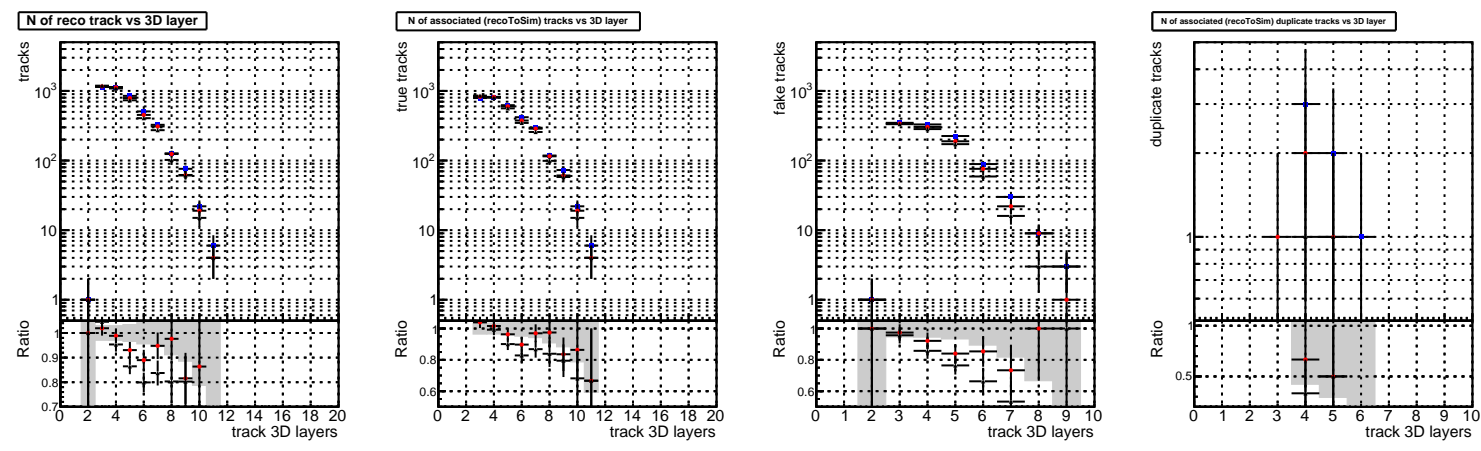 N of reco track vs 3D layer
tracks
10³
10²
10
1
Ratio
1
0.9
0.8
0.7
0 2 4 6 8 10 12 14 16 18 20
track 3D layers
N of associated (recoToSim) tracks vs 3D layer
true tracks
10³
10²
10
1
Ratio
1
0.8
0.6
0 2 4 6 8 10 12 14 16 18 20
track 3D layers
fake tracks
10³
10²
10
1
Ratio
1
0.8
0.6
0 1 2 3 4 5 6 7 8 9 10
track 3D layers
N of associated (recoToSim) duplicate tracks vs 3D layer
duplicate tracks
1
Ratio
1
0.5
0 1 2 3 4 5 6 7 8 9 10
track 3D layers